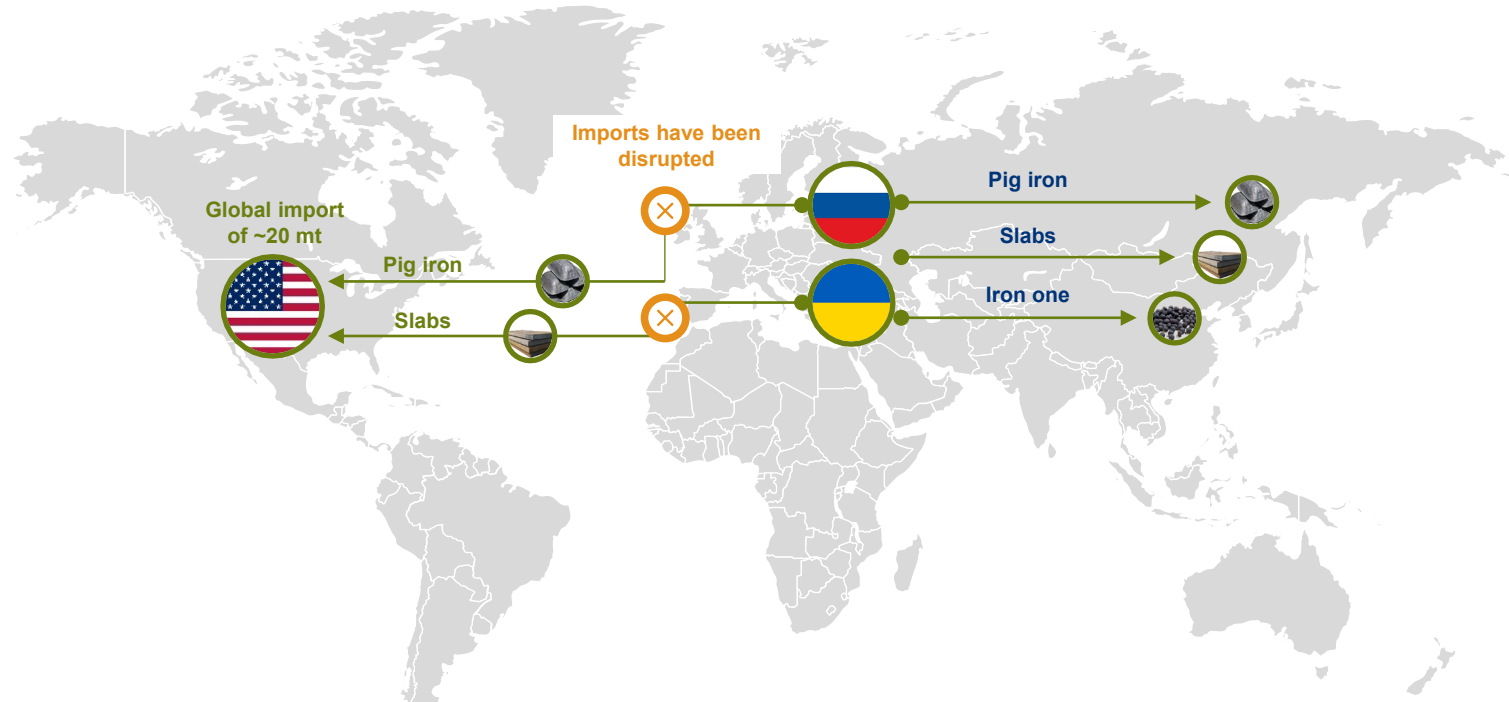 Imports have been
disrupted
Global import
of ~20 mt
Pig iron
Slabs
Pig iron
Slabs
Iron one